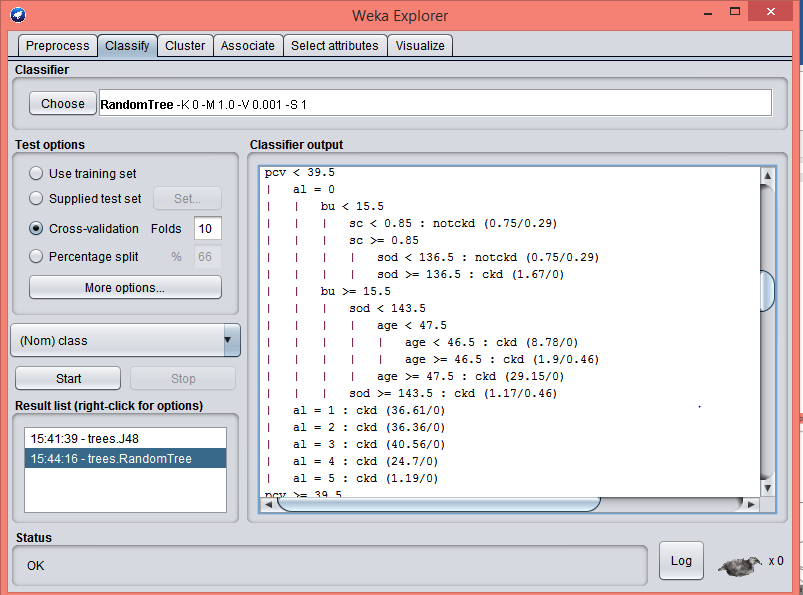 Weka Explorer
Preprocess Classify Cluster Associate Select attributes Visualize
Classifier
Choose RandomTree -K 0 -M 1.0 -V 0.001 -S 1
Test options
Use training set
Supplied test set Set...
Cross-validation Folds 10
Percentage split % 66
More options...
(Nom) class
Start Stop
Result list (right-click for options)
15:41:39 - trees.J48
15:44:16 - trees.RandomTree
Classifier output
pcv < 39.5
| al = 0
| | bu < 15.5
| | | sc < 0.85 : notckd (0.75/0.29)
| | | sc >= 0.85
| | | | sod < 136.5 : notckd (0.75/0.29)
| | | | sod >= 136.5 : ckd (1.67/0)
| | bu >= 15.5
| | | sod < 143.5
| | | | age < 47.5
| | | | | age < 46.5 : ckd (8.78/0)
| | | | | age >= 46.5 : ckd (1.9/0.46)
| | | | age >= 47.5 : ckd (29.15/0)
| | | sod >= 143.5 : ckd (1.17/0.46)
| al = 1 : ckd (36.61/0)
| al = 2 : ckd (36.36/0)
| al = 3 : ckd (40.56/0)
| al = 4 : ckd (24.7/0)
| al = 5 : ckd (1.19/0)
pcv >= 39.5
Status
OK
Log x 0